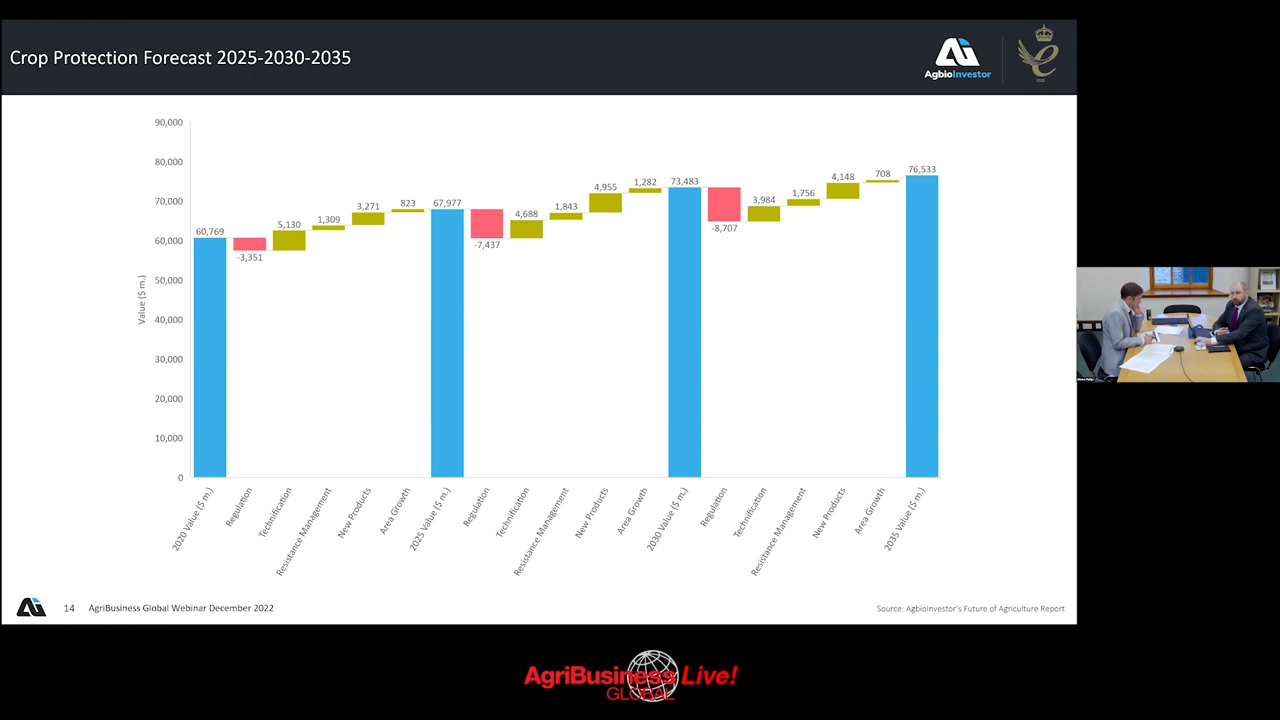 Crop Protection Forecast 2025-2030-2035
AgbioInvestor
90,000
80,000
70,000
60,000
50,000
40,000
30,000
20,000
10,000
0
Value ($ m.)
60,769
-3,351
5,130
1,309
3,271
823
67,977
-7,437
4,688
1,843
4,955
1,282
73,483
-8,707
3,984
1,756
4,148
708
76,533
2020 Value ($ m.)
Regulation
Technification
Resistance Management
New Products
Area Growth
2025 Value ($ m.)
Regulation
Technification
Resistance Management
New Products
Area Growth
2030 Value ($ m.)
Regulation
Technification
Resistance Management
New Products
Area Growth
2035 Value ($ m.)
14 AgriBusiness Global Webinar December 2022
Source: AgbioInvestor's Future of Agriculture Report
AgriBusiness Live!
GLOBAL